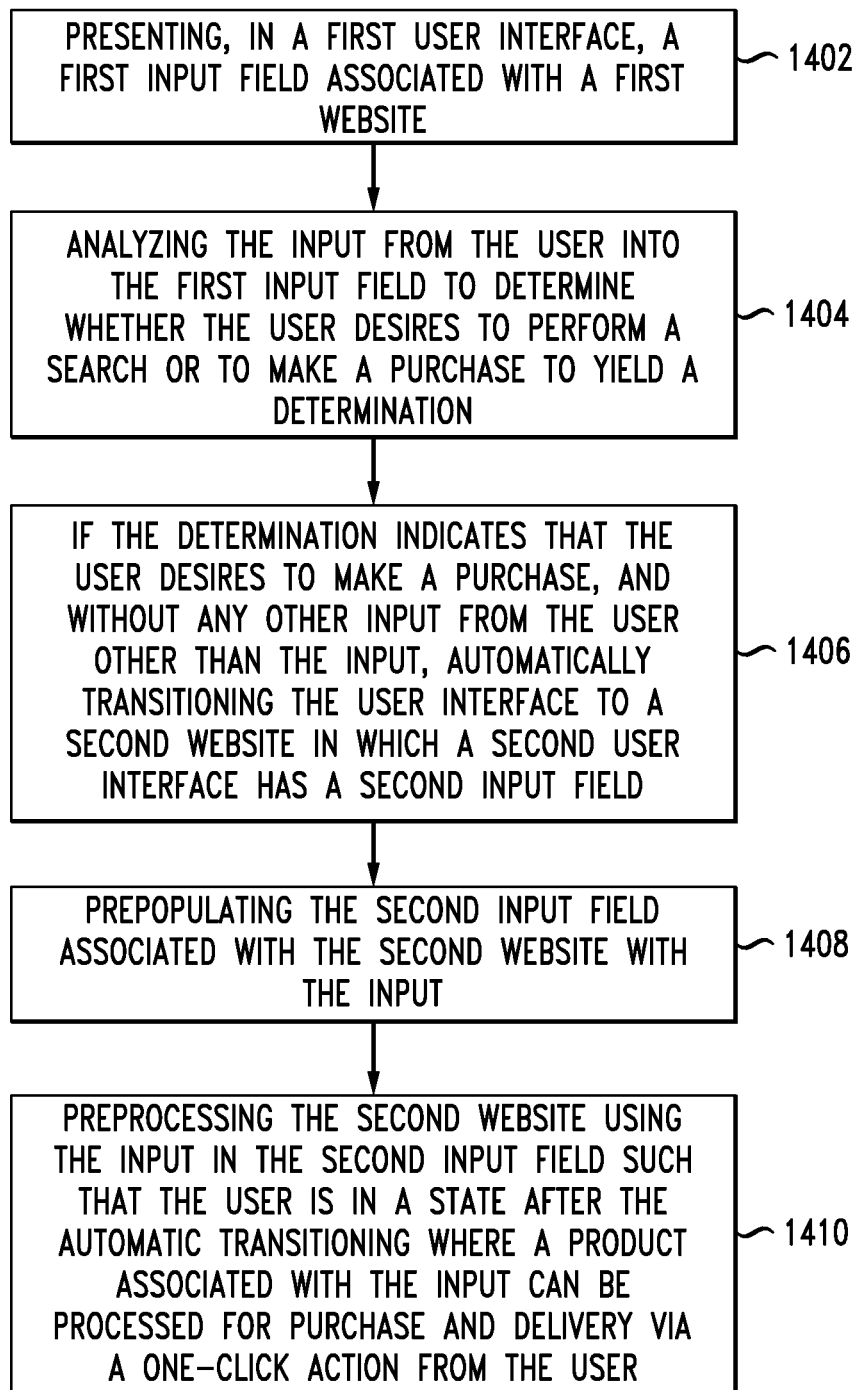 PRESENTING, IN A FIRST USER INTERFACE, A
FIRST INPUT FIELD ASSOCIATED WITH A FIRST
WEBSITE
1402
ANALYZING THE INPUT FROM THE USER INTO
THE FIRST INPUT FIELD TO DETERMINE
WHETHER THE USER DESIRES TO PERFORM A
SEARCH OR TO MAKE A PURCHASE TO YIELD A
DETERMINATION
1404
IF THE DETERMINATION INDICATES THAT THE
USER DESIRES TO MAKE A PURCHASE, AND
WITHOUT ANY OTHER INPUT FROM THE USER
OTHER THAN THE INPUT, AUTOMATICALLY
TRANSITIONING THE USER INTERFACE TO A
SECOND WEBSITE IN WHICH A SECOND USER
INTERFACE HAS A SECOND INPUT FIELD
1406
PREPOPULATING THE SECOND INPUT FIELD
ASSOCIATED WITH THE SECOND WEBSITE WITH
THE INPUT
1408
PREPROCESSING THE SECOND WEBSITE USING
THE INPUT IN THE SECOND INPUT FIELD SUCH
THAT THE USER IS IN A STATE AFTER THE
AUTOMATIC TRANSITIONING WHERE A PRODUCT
ASSOCIATED WITH THE INPUT CAN BE
PROCESSED FOR PURCHASE AND DELIVERY VIA
A ONE-CLICK ACTION FROM THE USER
1410